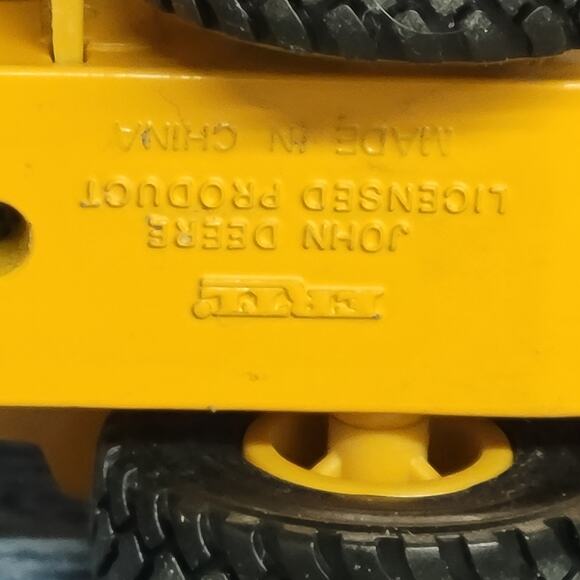 ERTL
JOHN DEERE
LICENSED PRODUCT
MADE IN CHINA